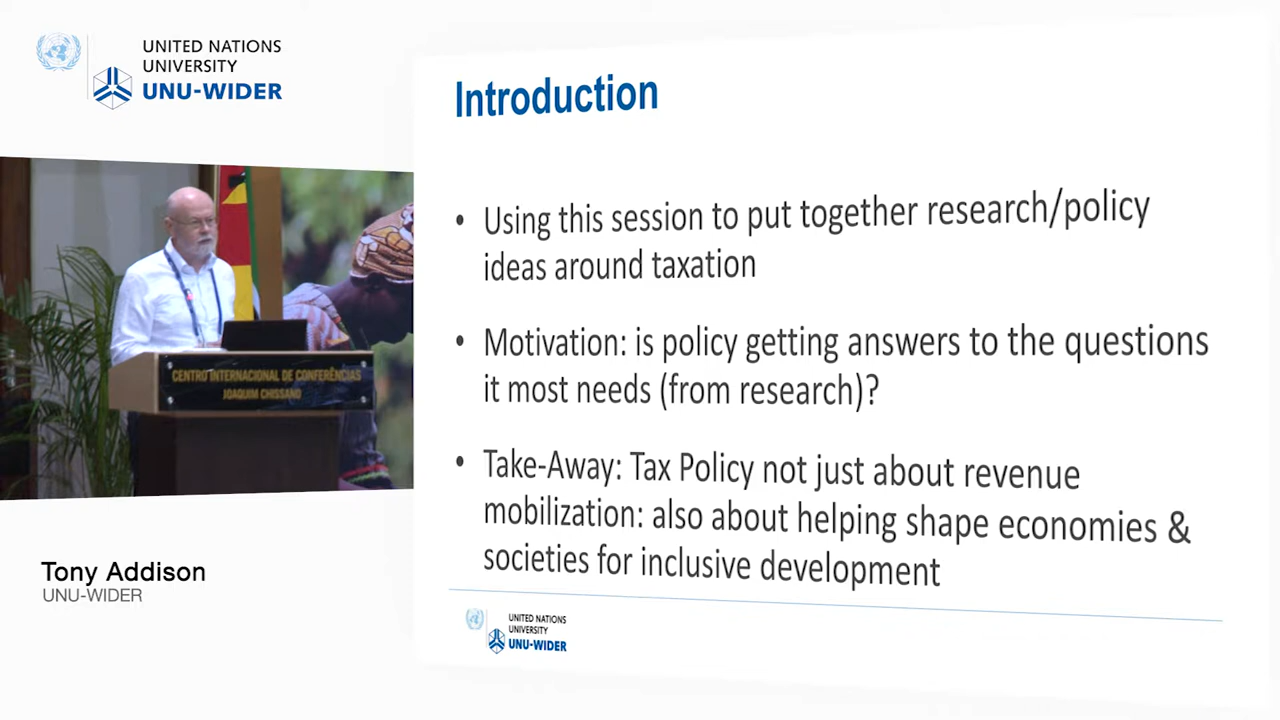 UNITED NATIONS
UNIVERSITY
UNU-WIDER
CENTRO INTERNACIONAL DE CONFERÊNCIAS
JOAQUIM CHISSANO
Tony Addison
UNU-WIDER
Introduction
• Using this session to put together research/policy
ideas around taxation
• Motivation: is policy getting answers to the questions
it most needs (from research)?
• Take-Away: Tax Policy not just about revenue
mobilization: also about helping shape economies &
societies for inclusive development
UNITED NATIONS
UNIVERSITY
UNU-WIDER